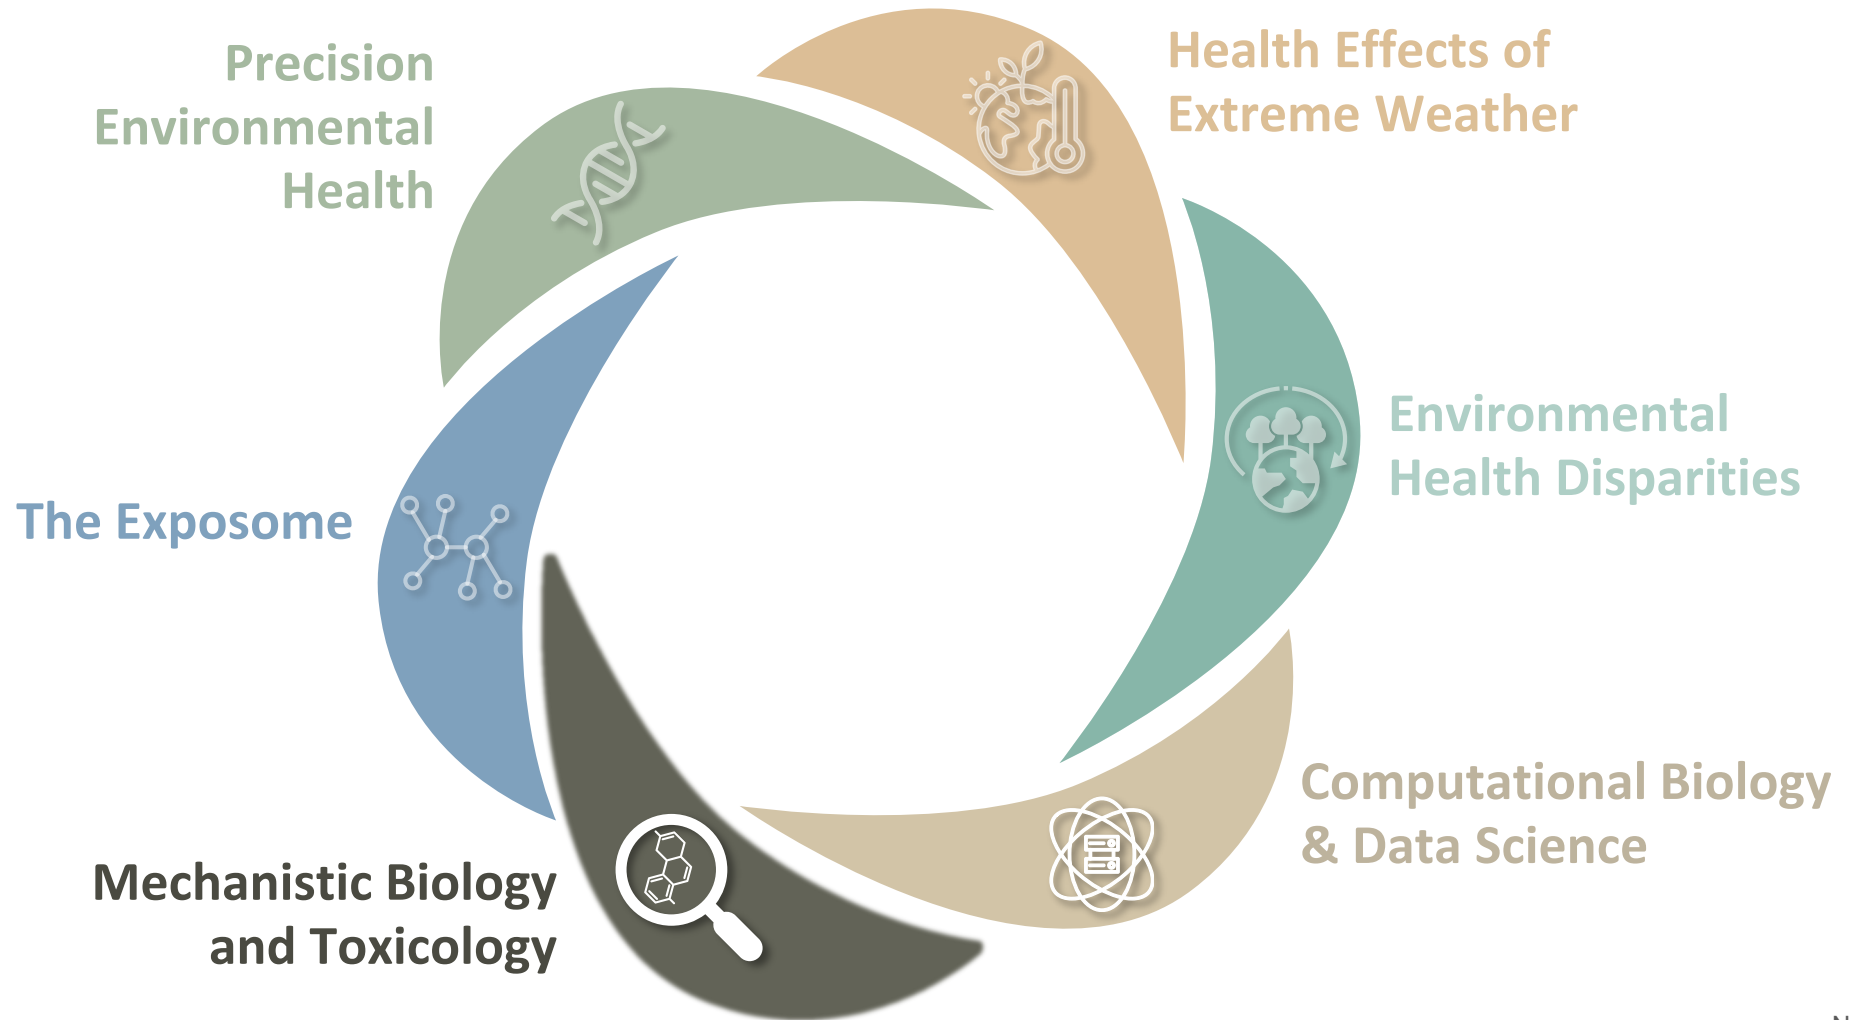 Precision
Environmental
Health
Health Effects of
Extreme Weather
Environmental
Health Disparities
The Exposome
Computational Biology
& Data Science
Mechanistic Biology
and Toxicology